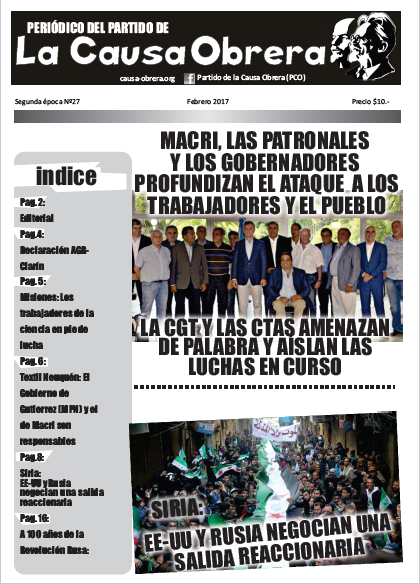 PERIÓDICO DEL PARTIDO DE
La Causa Obrera
causa-obrera.org
f Partido de la Causa Obrera (PCO)
Segunda época Nº27
Febrero 2017
Precio $10.-
indice
Pag. 2:
Editorial
Pag.4:
Declaración AGR-
Clarín
Pag. 5:
Misiones: Los
trabajadores de la
ciencia en pie de
lucha
Pag. 6:
Textil Neuquén: El
Gobierno de
Gutierrez (MPN) y el
de Macri son
responsables
Pag.8:
Siria:
EE-UU y Rusia
negocian una salida
reaccionaria
Pag. 16:
A 100 años de la
Revolución Rusa:
MACRI, LAS PATRONALES
Y LOS GOBERNADORES
PROFUNDIZAN EL ATAQUE A LOS
TRABAJADORES Y EL PUEBLO
LA CGT Y LAS CTAS AMENAZAN
DE PALABRA Y AISLAN LAS
LUCHAS EN CURSO
SIRIA:
EE-UU Y RUSIA NEGOCIAN UNA
SALIDA REACCIONARIA